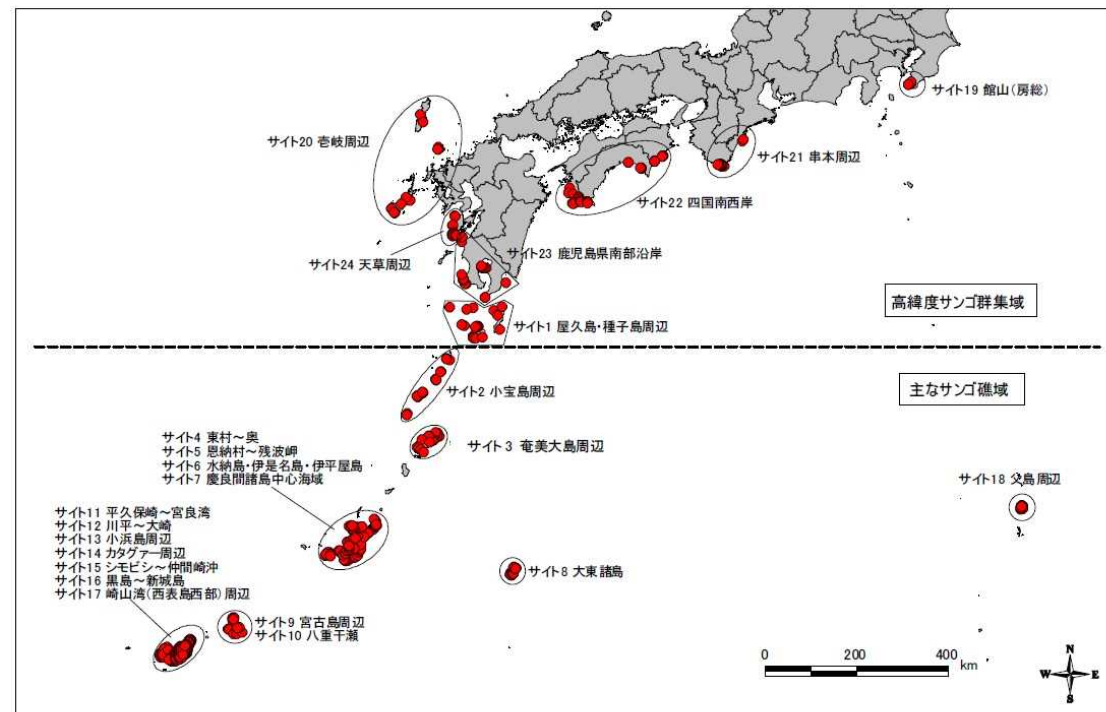 サイト19 館山(房総)
サイト20 壱岐周辺
サイト21 串本周辺
サイト22 四国南西岸
サイト23 鹿児島県南部沿岸
サイト24 天草周辺
高緯度サンゴ群集域
サイト1 屋久島・種子島周辺
主なサンゴ礁域
サイト2 小宝島周辺
サイト3 奄美大島周辺
サイト4 東村～奥
サイト5 恩納村～残波岬
サイト6 水納島・伊是名島・伊平屋島
サイト7 慶良間諸島中心海域
サイト18 父島周辺
サイト11 平久保崎～宮良湾
サイト12 川平～大崎
サイト13 小浜島周辺
サイト14 カタグァー周辺
サイト15 シモビシ～仲間崎沖
サイト16 黒島～新城島
サイト17 崎山湾(西表島西部)周辺
サイト8 大東諸島
サイト9 宮古島周辺
サイト10 八重干瀬
0 200 400
km
N
W E
S